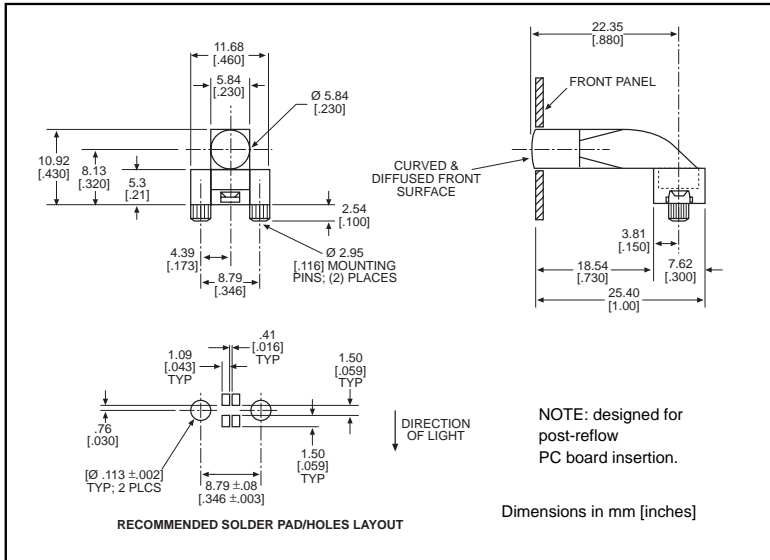 11.68
[.460]
5.84
[.230]
Ø 5.84
[.230]
10.92
[.430]
8.13
[.320]
5.3
[.21]
2.54
[.100]
4.39
[.173]
8.79
[.346]
Ø 2.95
[.116] MOUNTING
PINS; (2) PLACES
22.35
[.880]
FRONT PANEL
CURVED &
DIFFUSED FRONT
SURFACE
3.81
[.150]
18.54
[.730]
7.62
[.300]
25.40
[1.00]
.41
[.016]
TYP
1.09
[.043]
TYP
1.50
[.059]
TYP
.76
[.030]
DIRECTION
OF LIGHT
1.50
[.059]
TYP
[Ø .113 ±.002]
TYP; 2 PLCS
8.79 ±.08
[.346 ±.003]
RECOMMENDED SOLDER PAD/HOLES LAYOUT
NOTE: designed for
post-reflow
PC board insertion.
Dimensions in mm [inches]